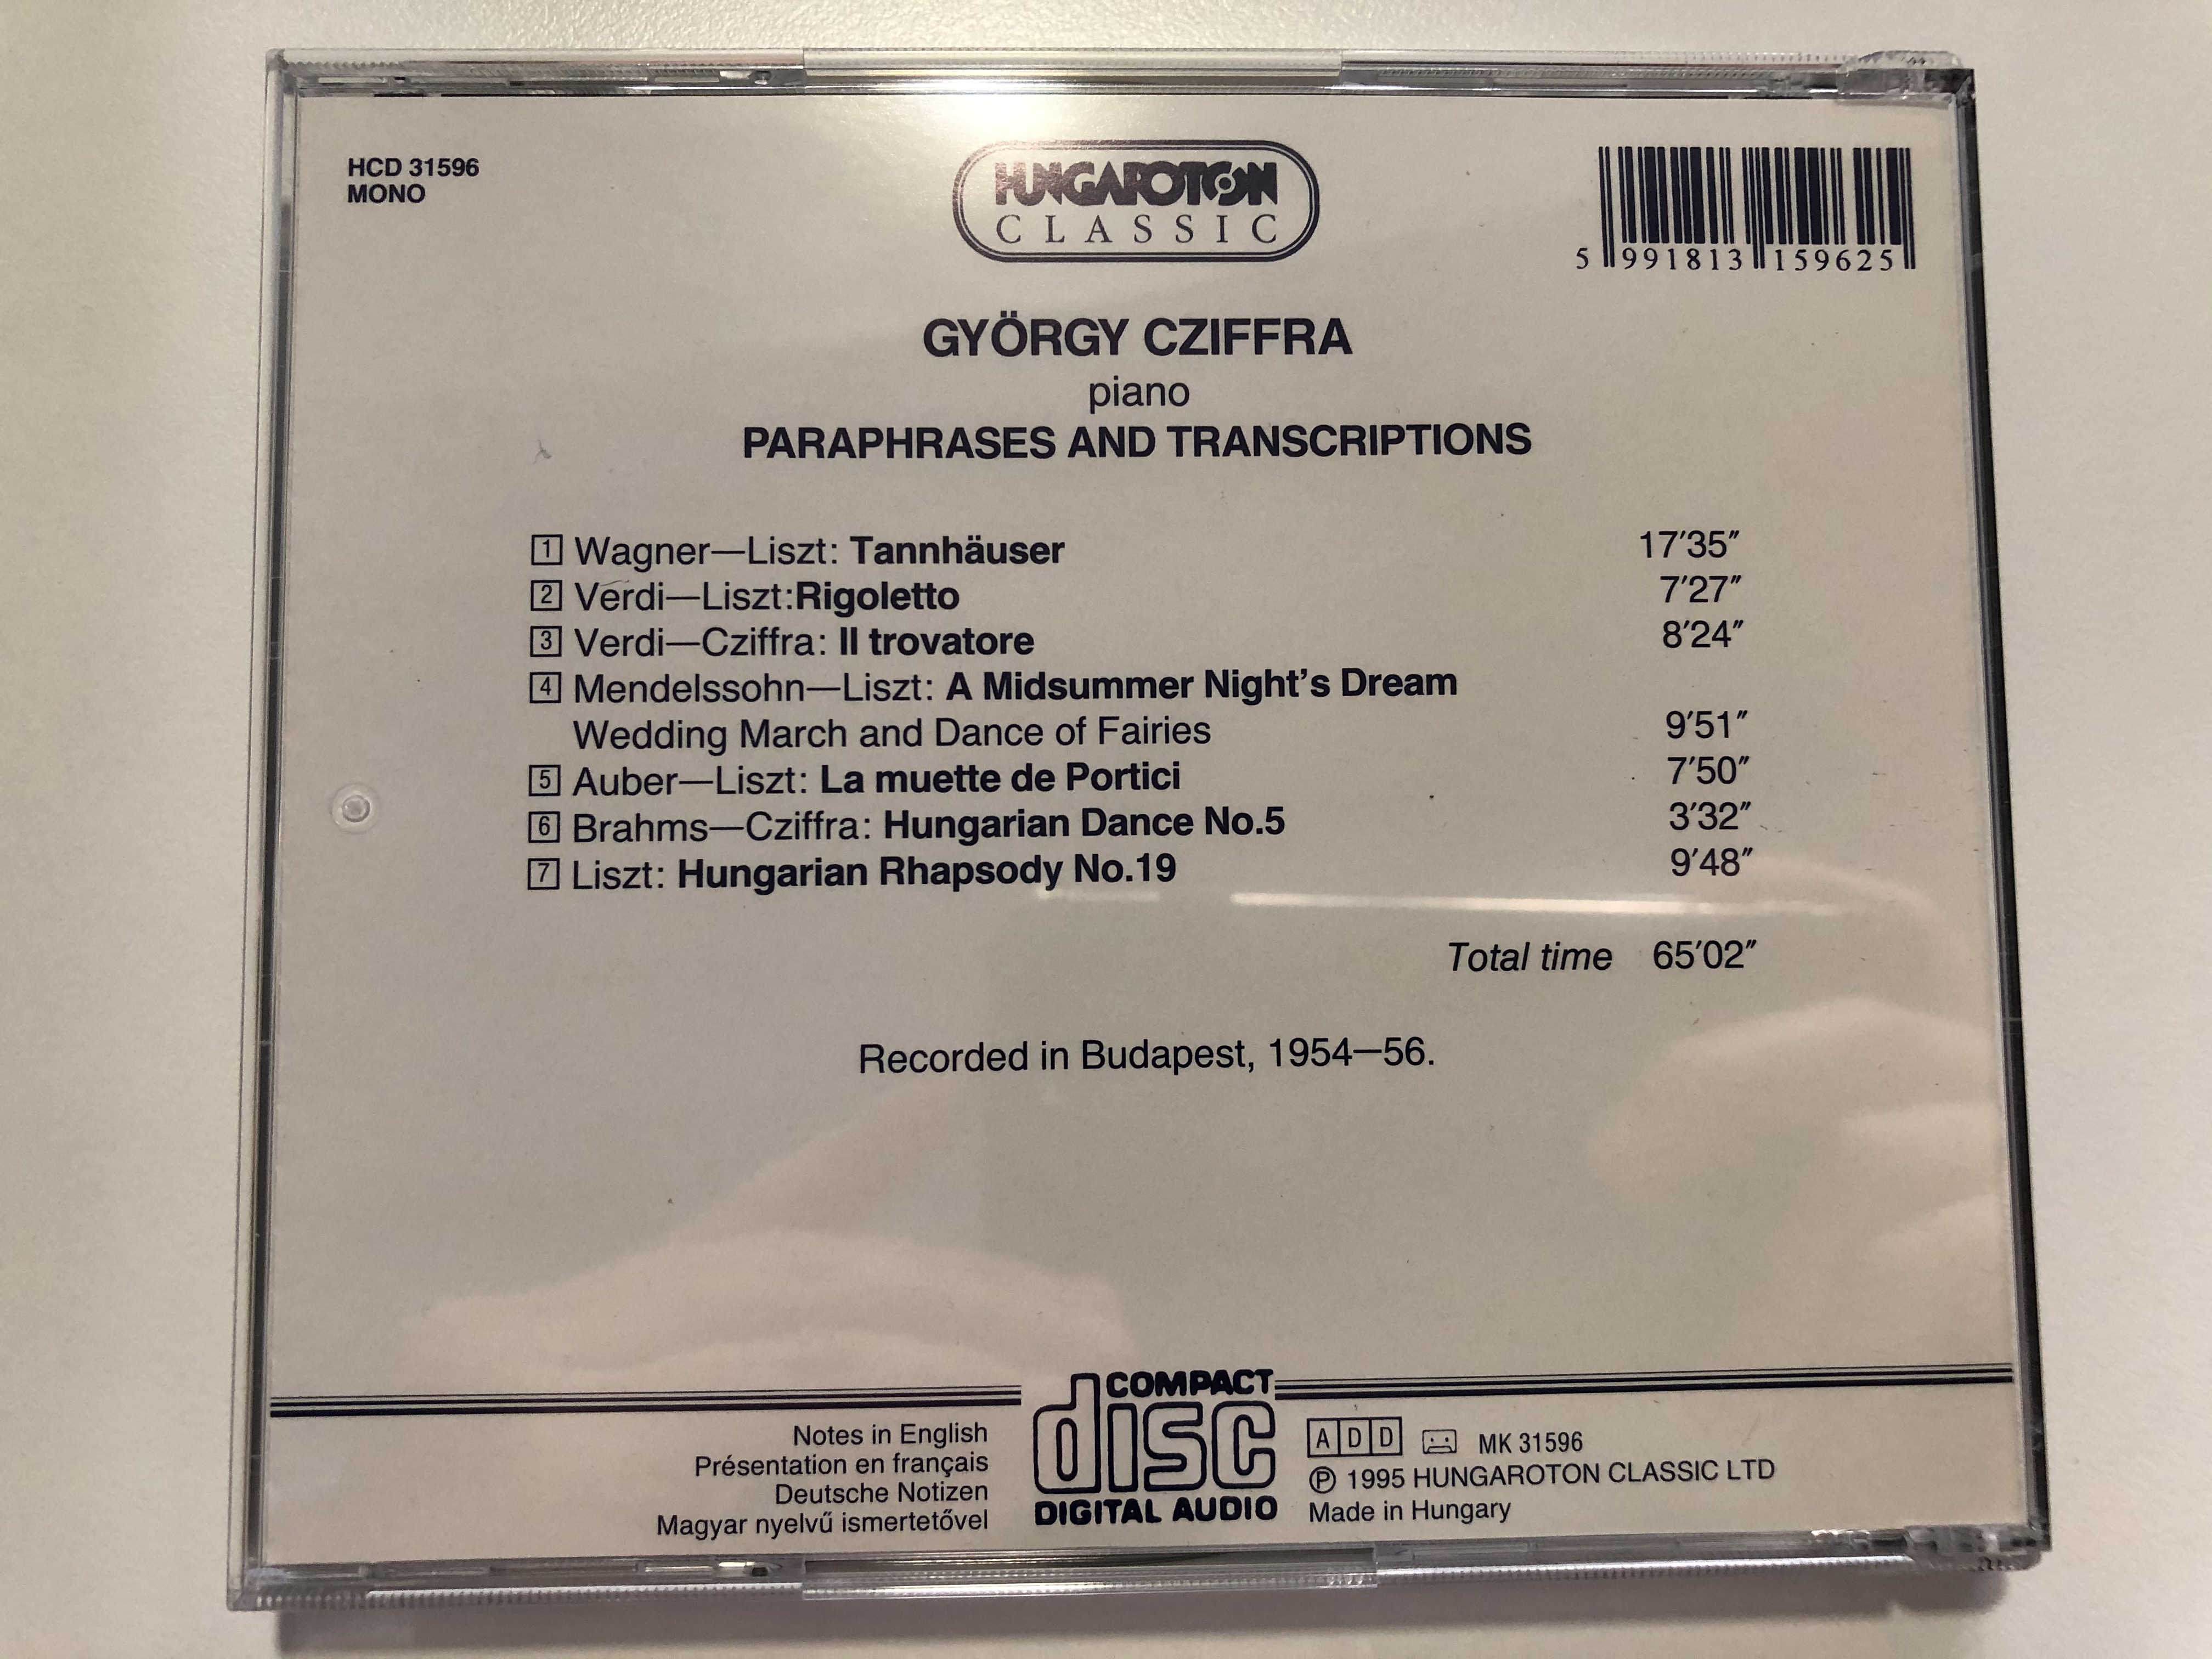 HCD 31596
MONO
HUNGAROTON
CLASSIC
5 991813 159625
GYÖRGY CZIFFRA
piano
PARAPHRASES AND TRANSCRIPTIONS
1 Wagner—Liszt: Tannhäuser 17′35″
2 Verdi—Liszt:Rigoletto 7′27″
3 Verdi—Cziffra: Il trovatore 8′24″
4 Mendelssohn—Liszt: A Midsummer Night's Dream
Wedding March and Dance of Fairies 9′51″
5 Auber—Liszt: La muette de Portici 7′50″
6 Brahms—Cziffra: Hungarian Dance No.5 3′32″
7 Liszt: Hungarian Rhapsody No.19 9′48″
Total time 65′02″
Recorded in Budapest, 1954—56.
Notes in English
Présentation en français
Deutsche Notizen
Magyar nyelvű ismertetővel
COMPACT
disc
DIGITAL AUDIO
ADD MK 31596
℗ 1995 HUNGAROTON CLASSIC LTD
Made in Hungary